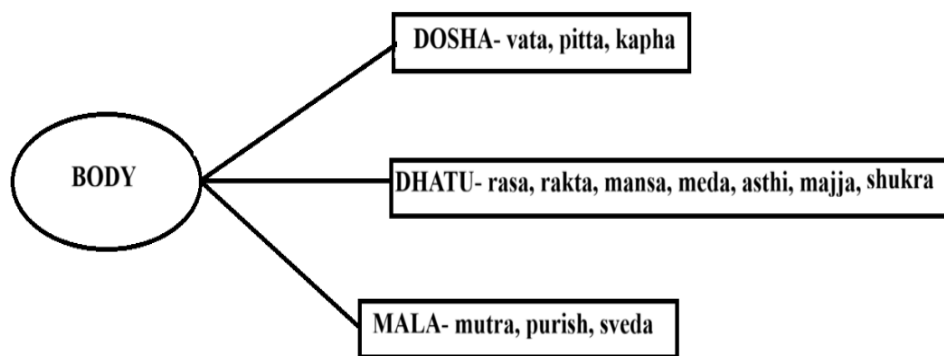 DOSHA- vata, pitta, kapha
BODY
DHATU- rasa, rakta, mansa, meda, asthi, majja, shukra
MALA- mutra, purish, sveda